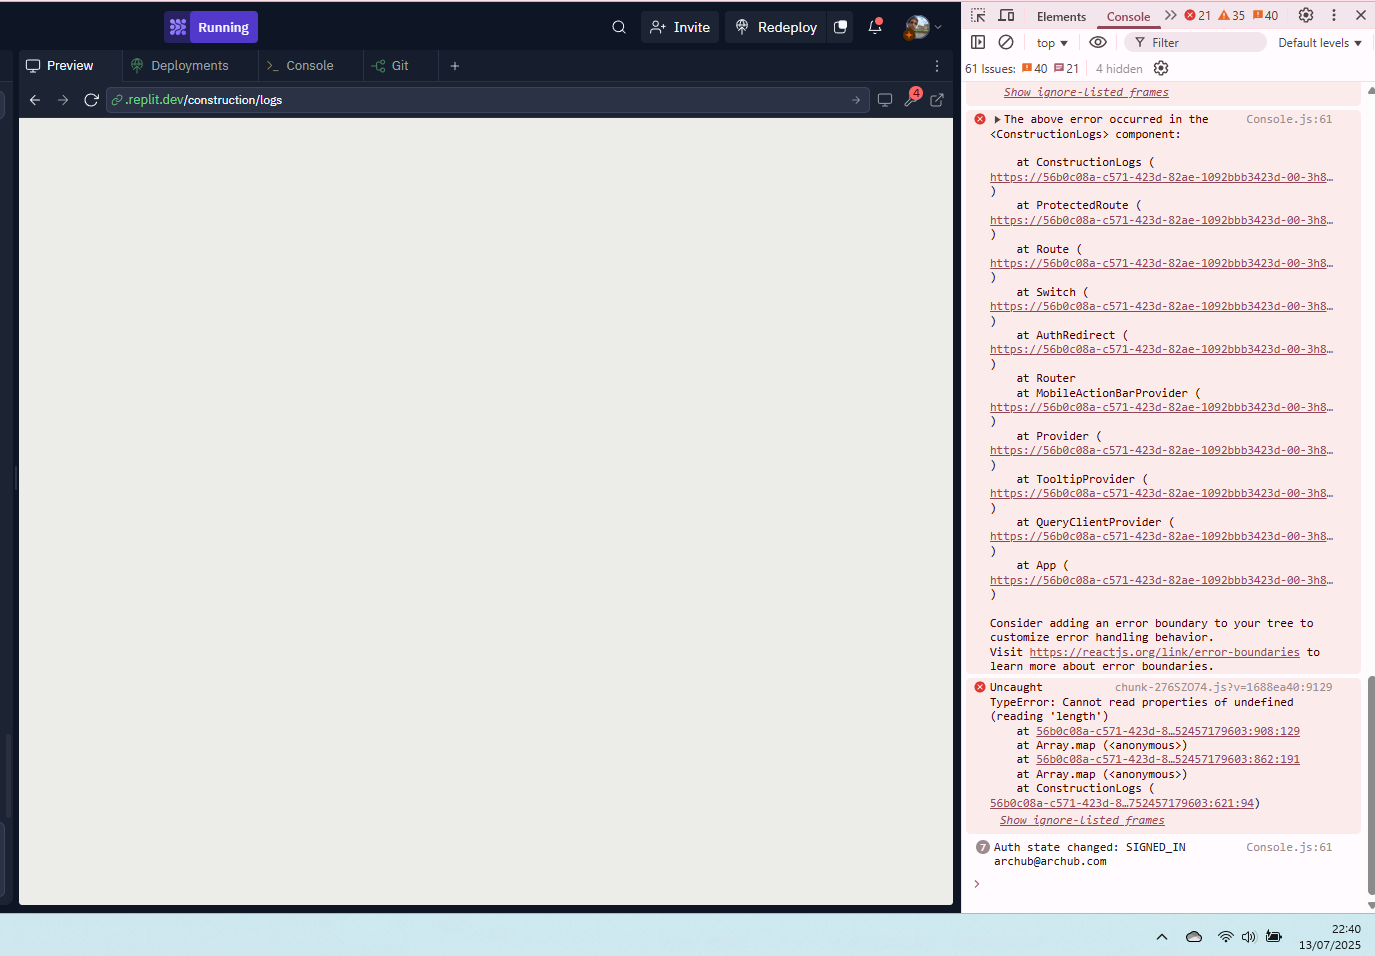 Running
Invite
Redeploy
Preview
Deployments
Console
Git
.replit.dev/construction/logs
4
Elements
Console
21
35
40
top
Filter
Default levels
61 Issues:
40
21
4 hidden
Show ignore-listed frames
The above error occurred in the
Console.js:61
<ConstructionLogs> component:
at ConstructionLogs (
https://56b0c08a-c571-423d-82ae-1092bbb3423d-00-3h8…
)
at ProtectedRoute (
https://56b0c08a-c571-423d-82ae-1092bbb3423d-00-3h8…
)
at Route (
https://56b0c08a-c571-423d-82ae-1092bbb3423d-00-3h8…
)
at Switch (
https://56b0c08a-c571-423d-82ae-1092bbb3423d-00-3h8…
)
at AuthRedirect (
https://56b0c08a-c571-423d-82ae-1092bbb3423d-00-3h8…
)
at Router
at MobileActionBarProvider (
https://56b0c08a-c571-423d-82ae-1092bbb3423d-00-3h8…
)
at Provider (
https://56b0c08a-c571-423d-82ae-1092bbb3423d-00-3h8…
)
at TooltipProvider (
https://56b0c08a-c571-423d-82ae-1092bbb3423d-00-3h8…
)
at QueryClientProvider (
https://56b0c08a-c571-423d-82ae-1092bbb3423d-00-3h8…
)
at App (
https://56b0c08a-c571-423d-82ae-1092bbb3423d-00-3h8…
)
Consider adding an error boundary to your tree to
customize error handling behavior.
Visit https://reactjs.org/link/error-boundaries to
learn more about error boundaries.
Uncaught
chunk-276SZO74.js?v=1688ea40:9129
TypeError: Cannot read properties of undefined
(reading 'length')
at 56b0c08a-c571-423d-8…52457179603:908:129
at Array.map (<anonymous>)
at 56b0c08a-c571-423d-8…52457179603:862:191
at Array.map (<anonymous>)
at ConstructionLogs (
56b0c08a-c571-423d-8…752457179603:621:94)
Show ignore-listed frames
7
Auth state changed: SIGNED_IN
Console.js:61
archub@archub.com
22:40
13/07/2025